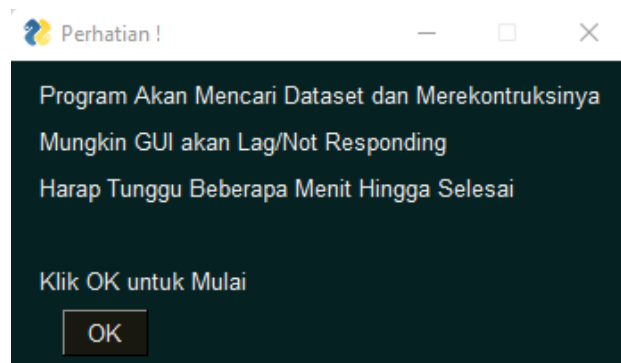 Perhatian !
Program Akan Mencari Dataset dan Merekontruksinya
Mungkin GUI akan Lag/Not Responding
Harap Tunggu Beberapa Menit Hingga Selesai
Klik OK untuk Mulai
OK